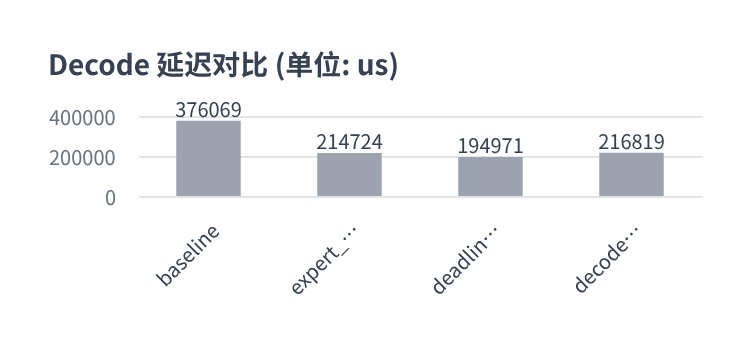 Decode 延迟对比 (单位: us)
400000
200000
0
376069
214724
194971
216819
baseline
expert_…
deadlin…
decode…